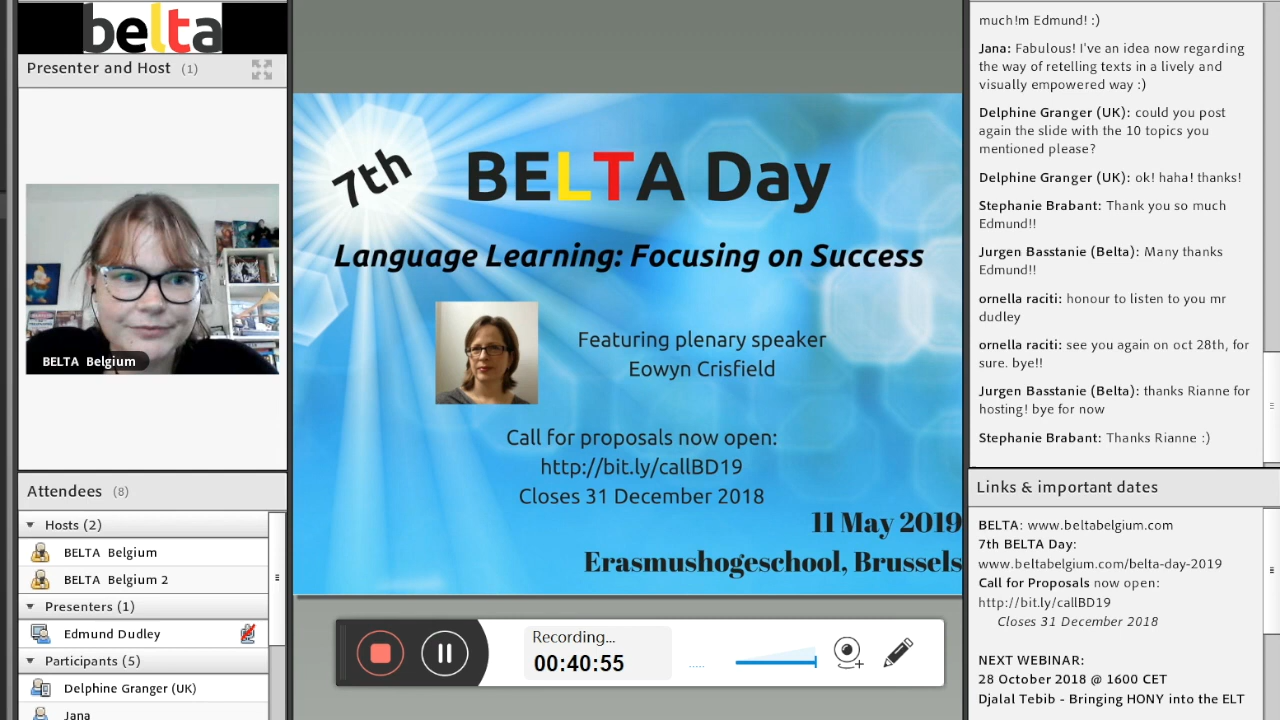 belta
Presenter and Host (1)
BELTA Belgium
Attendees (8)
Hosts (2)
BELTA Belgium
BELTA Belgium 2
Presenters (1)
Edmund Dudley
Participants (5)
Delphine Granger (UK)
Jana
7th
BELTA Day
Language Learning: Focusing on Success
Featuring plenary speaker
Eowyn Crisfield
Call for proposals now open:
http://bit.ly/callBD19
Closes 31 December 2018
11 May 2019
Erasmushogeschool, Brussels
Recording...
00:40:55
much!m Edmund! :)
Jana: Fabulous! I've an idea now regarding
the way of retelling texts in a lively and
visually empowered way :)
Delphine Granger (UK): could you post
again the slide with the 10 topics you
mentioned please?
Delphine Granger (UK): ok! haha! thanks!
Stephanie Brabant: Thank you so much
Edmund!!
Jurgen Basstanie (Belta): Many thanks
Edmund!!
ornella raciti: honour to listen to you mr
dudley
ornella raciti: see you again on oct 28th, for
sure. bye!!
Jurgen Basstanie (Belta): thanks Rianne for
hosting! bye for now
Stephanie Brabant: Thanks Rianne :)
Links & important dates
BELTA: www.beltabelgium.com
7th BELTA Day:
www.beltabelgium.com/belta-day-2019
Call for Proposals now open:
http://bit.ly/callBD19
Closes 31 December 2018
NEXT WEBINAR:
28 October 2018 @ 1600 CET
Djalal Tebib - Bringing HONY into the ELT